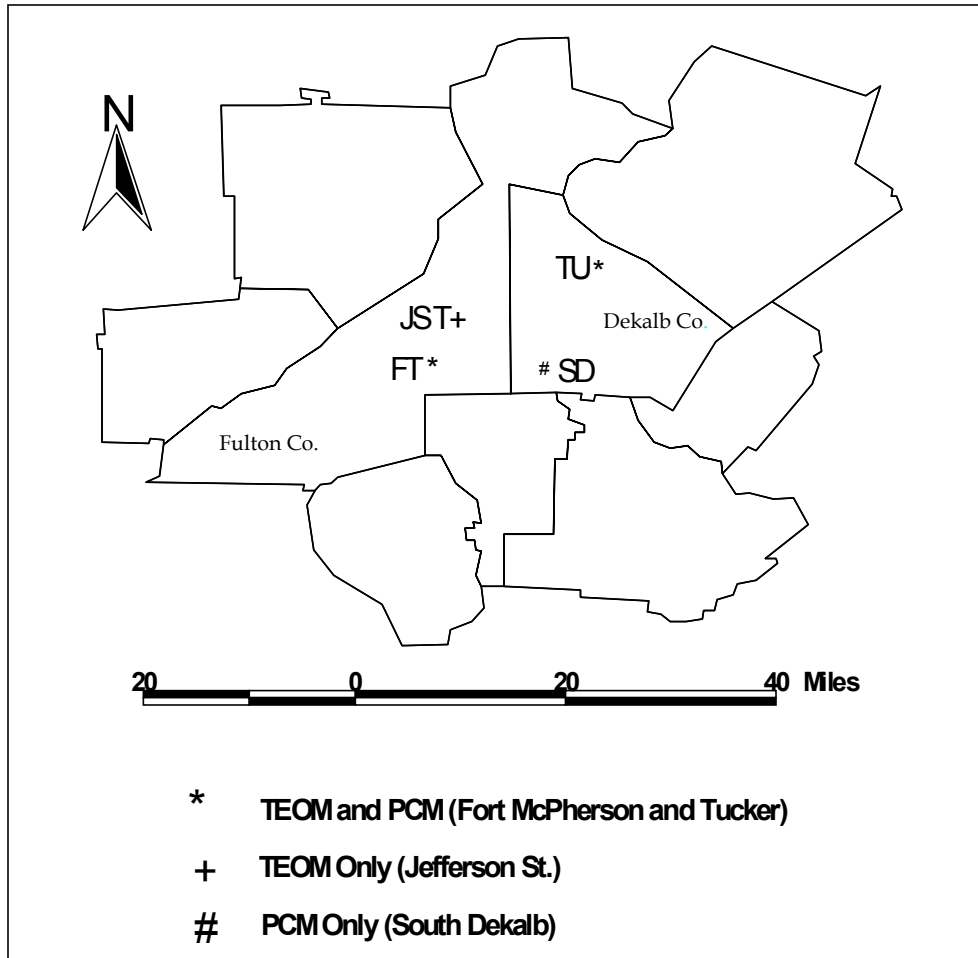 N
TU*
JST+
Dekalb Co.
FT*
# SD
Fulton Co.
20 0 20 40 Miles
* TEOM and PCM (Fort McPherson and Tucker)
+ TEOM Only (Jefferson St.)
# PCM Only (South Dekalb)